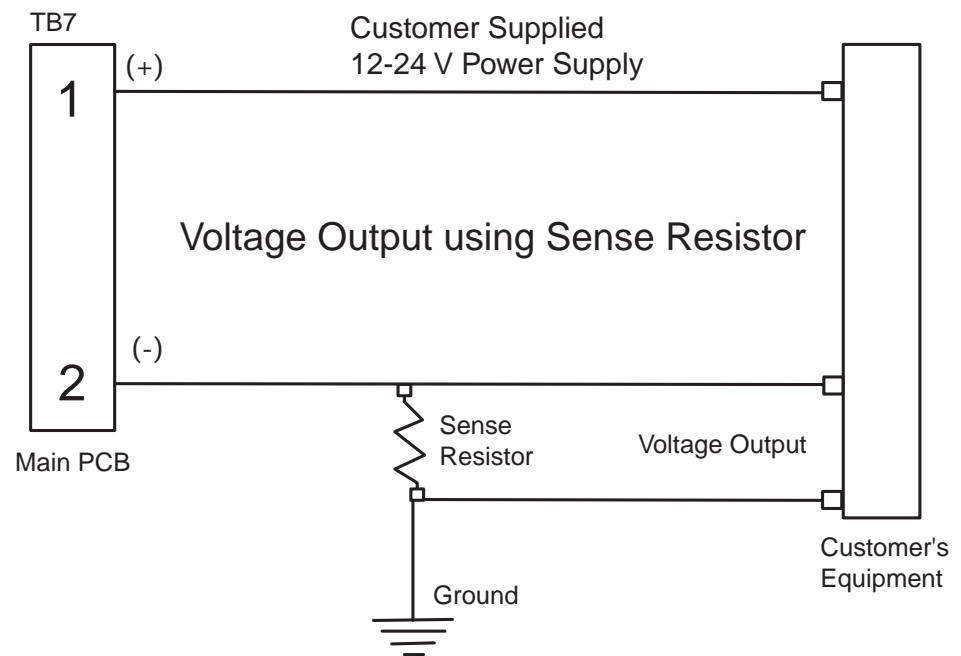 TB7
Customer Supplied
12-24 V Power Supply
(+)
1
Voltage Output using Sense Resistor
(-)
2
Sense
Resistor
Voltage Output
Main PCB
Customer's
Equipment
Ground